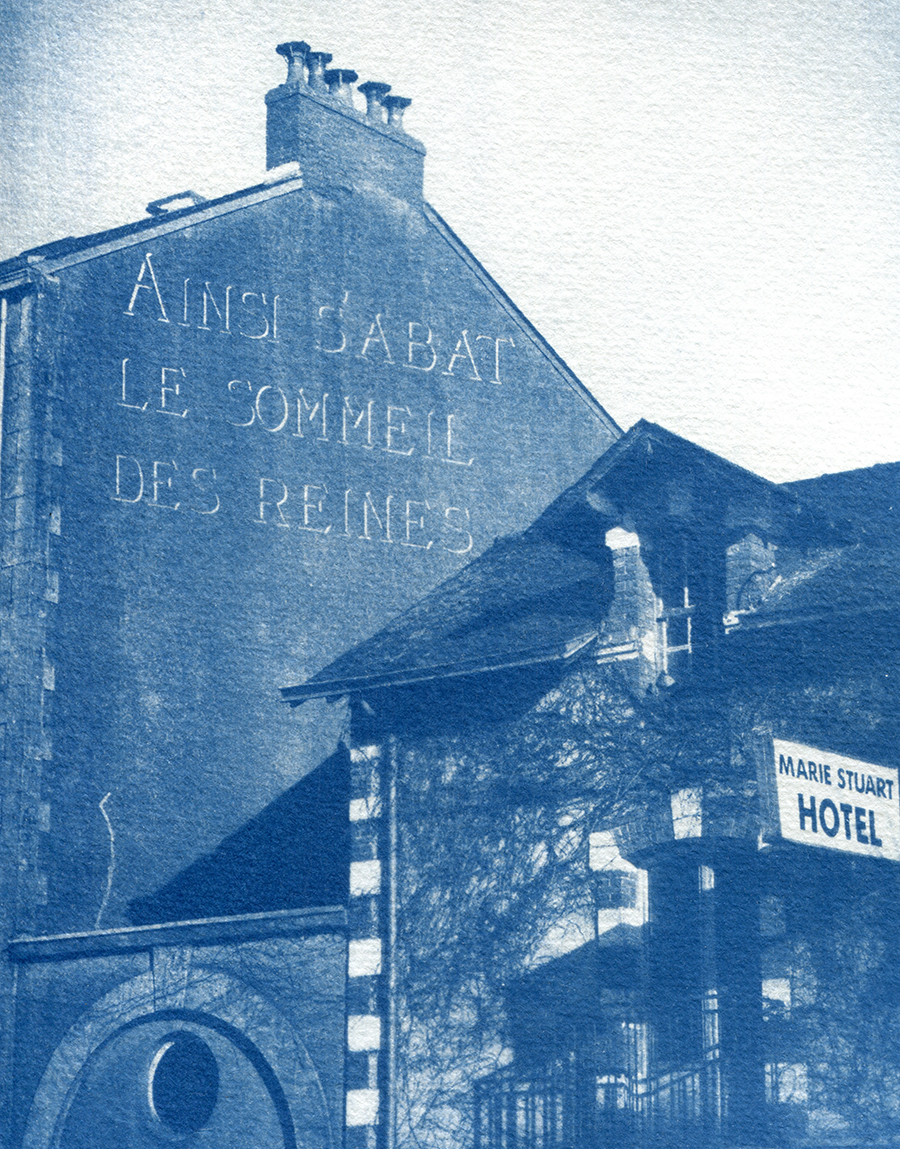 AINSI S'ABAT
LE SOMMEIL
DES REINES
MARIE STUART
HOTEL